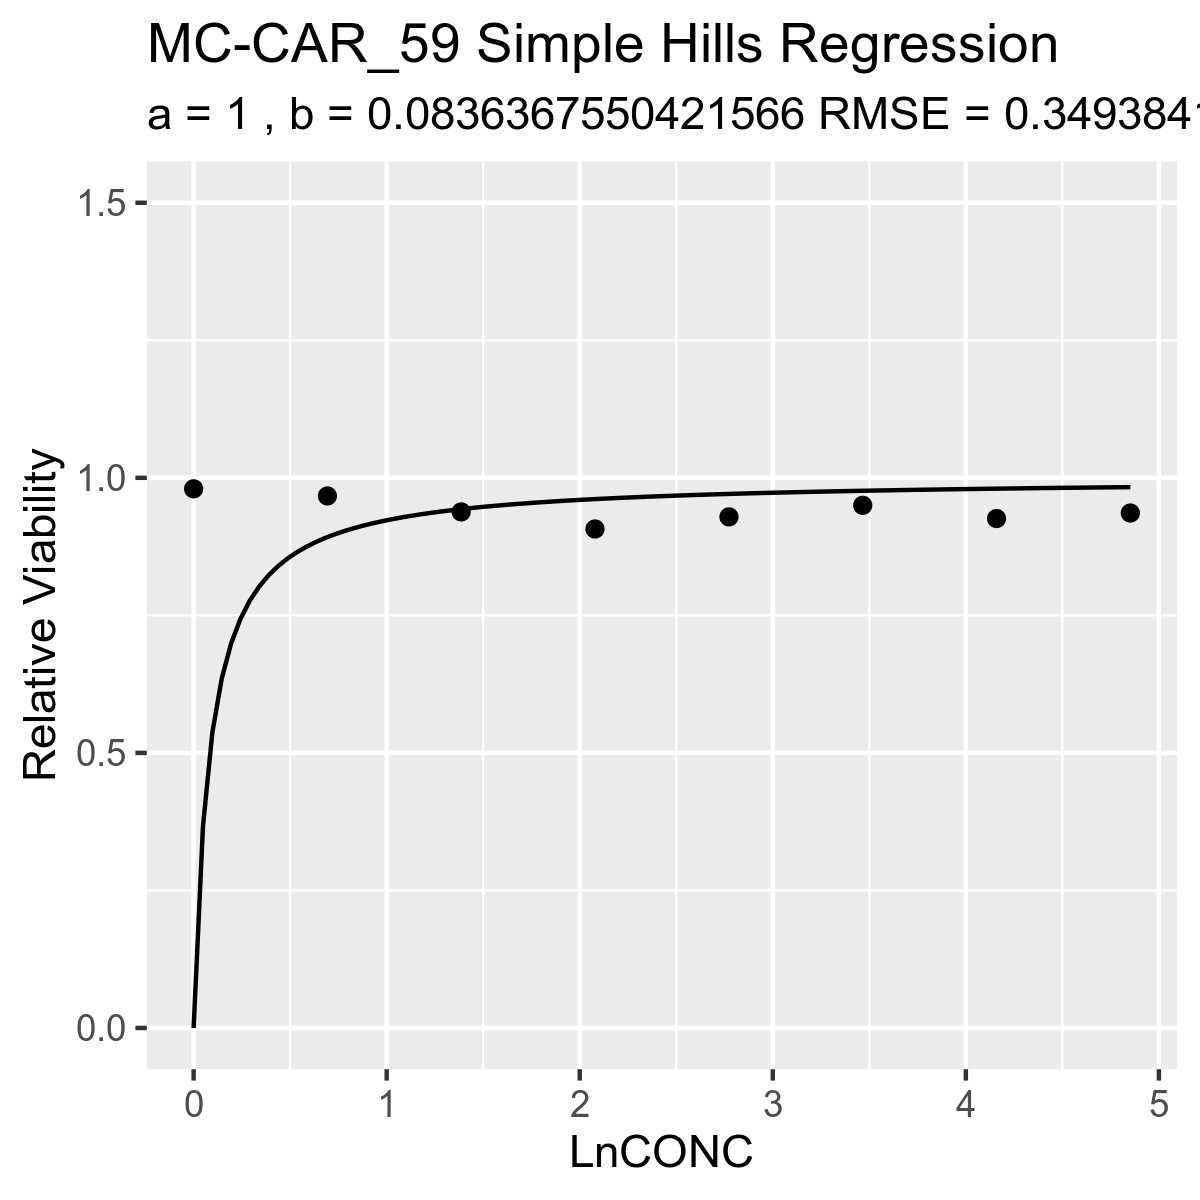 MC-CAR_59 Simple Hills Regression
a = 1 , b = 0.0836367550421566 RMSE = 0.349384
1.5
1.0
0.5
0.0
Relative Viability
0 1 2 3 4 5
LnCONC